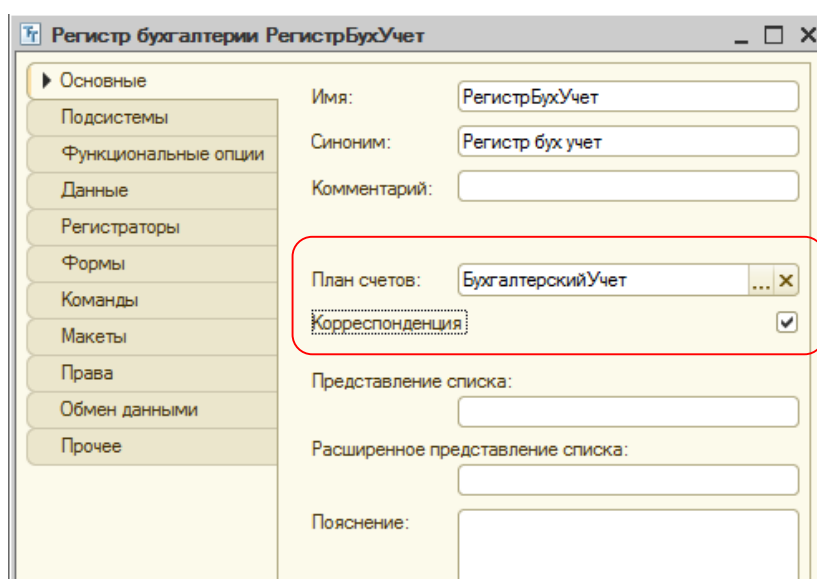 Регистр бухгалтерии РегистрБухУчет
Основные
Подсистемы
Функциональные опции
Данные
Регистраторы
Формы
Команды
Макеты
Права
Обмен данными
Прочее
Имя: РегистрБухУчет
Синоним: Регистр бух учет
Комментарий:
План счетов: БухгалтерскийУчет ...
Корреспонденция
Представление списка:
Расширенное представление списка:
Пояснение: